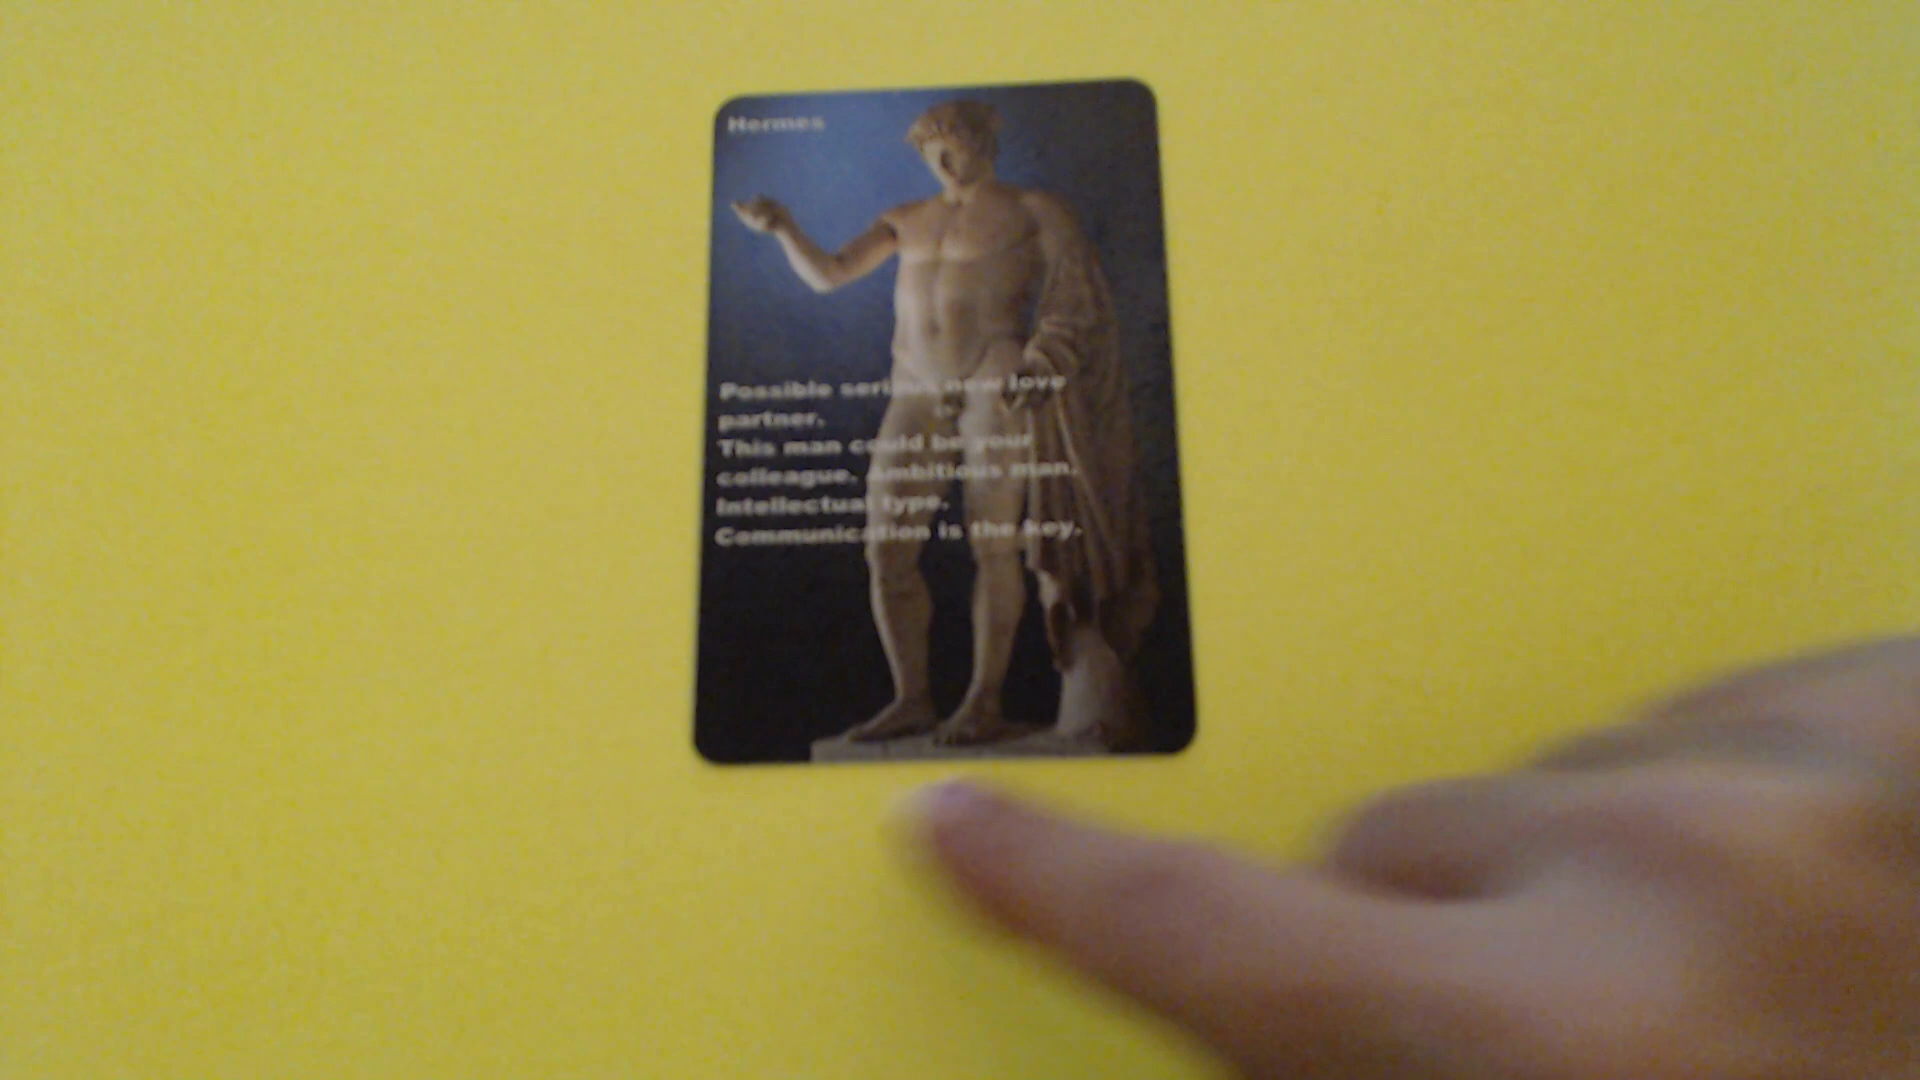 Hermes
Possible serious new love
partner.
This man could be your
colleague. Ambitious man.
Intellectual type.
Communication is the key.